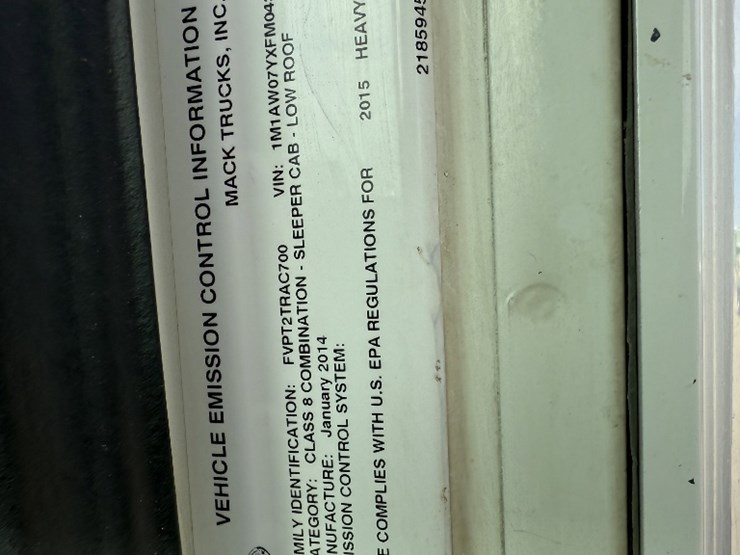 VEHICLE EMISSION CONTROL INFORMATION
MACK TRUCKS, INC.
MILY IDENTIFICATION: FVPT2TRAC700 VIN: 1M1AW07YXFM04
ATEGORY: CLASS 8 COMBINATION - SLEEPER CAB - LOW ROOF
NUFACTURE: January 2014
ISSION CONTROL SYSTEM:
E COMPLIES WITH U.S. EPA REGULATIONS FOR 2015 HEAVY
2185945